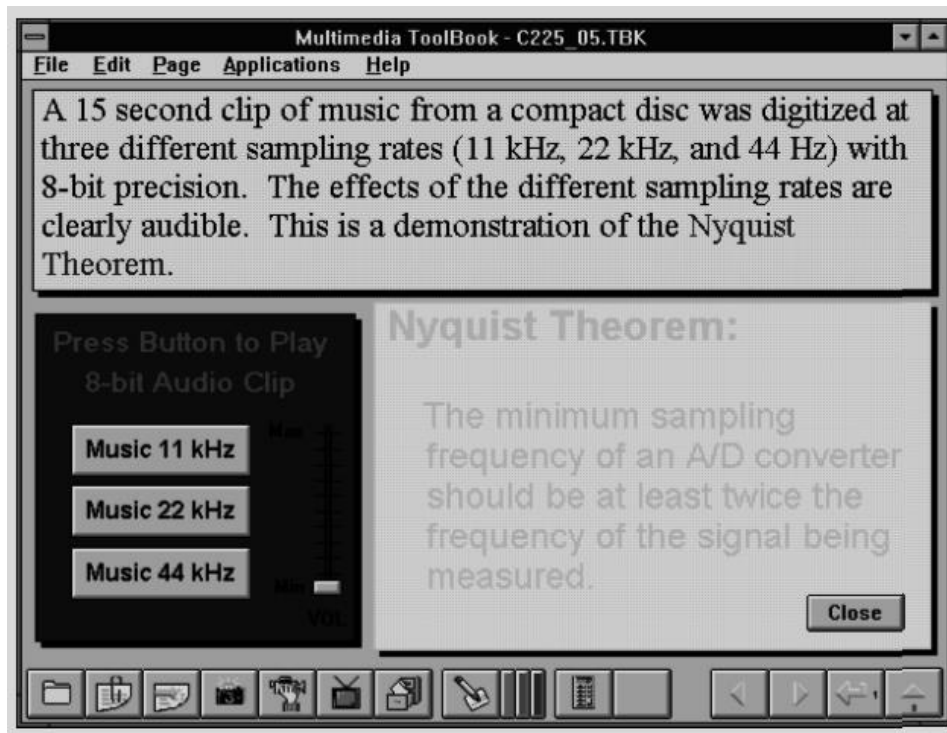 Multimedia ToolBook - C225_05.TBK
File Edit Page Applications Help
A 15 second clip of music from a compact disc was digitized at
three different sampling rates (11 kHz, 22 kHz, and 44 Hz) with
8-bit precision. The effects of the different sampling rates are
clearly audible. This is a demonstration of the Nyquist
Theorem.
Press Button to Play
8-bit Audio Clip
Max
Music 11 kHz
Music 22 kHz
Music 44 kHz
Min
VOL
Nyquist Theorem:
The minimum sampling
frequency of an A/D converter
should be at least twice the
frequency of the signal being
measured.
Close
1